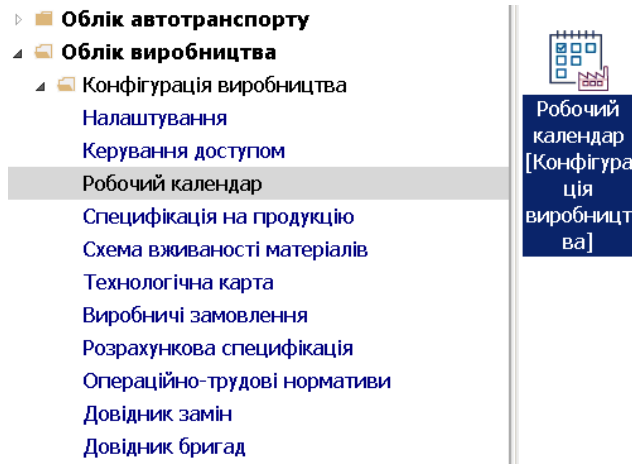 Облік автотранспорту
Облік виробництва
Конфігурація виробництва
Налаштування
Керування доступом
Робочий календар
Специфікація на продукцію
Схема вживаності матеріалів
Технологічна карта
Виробничі замовлення
Розрахункова специфікація
Операційно-трудові нормативи
Довідник замін
Довідник бригад
Робочий
календар
[Конфігура
ція
виробницт
ва]